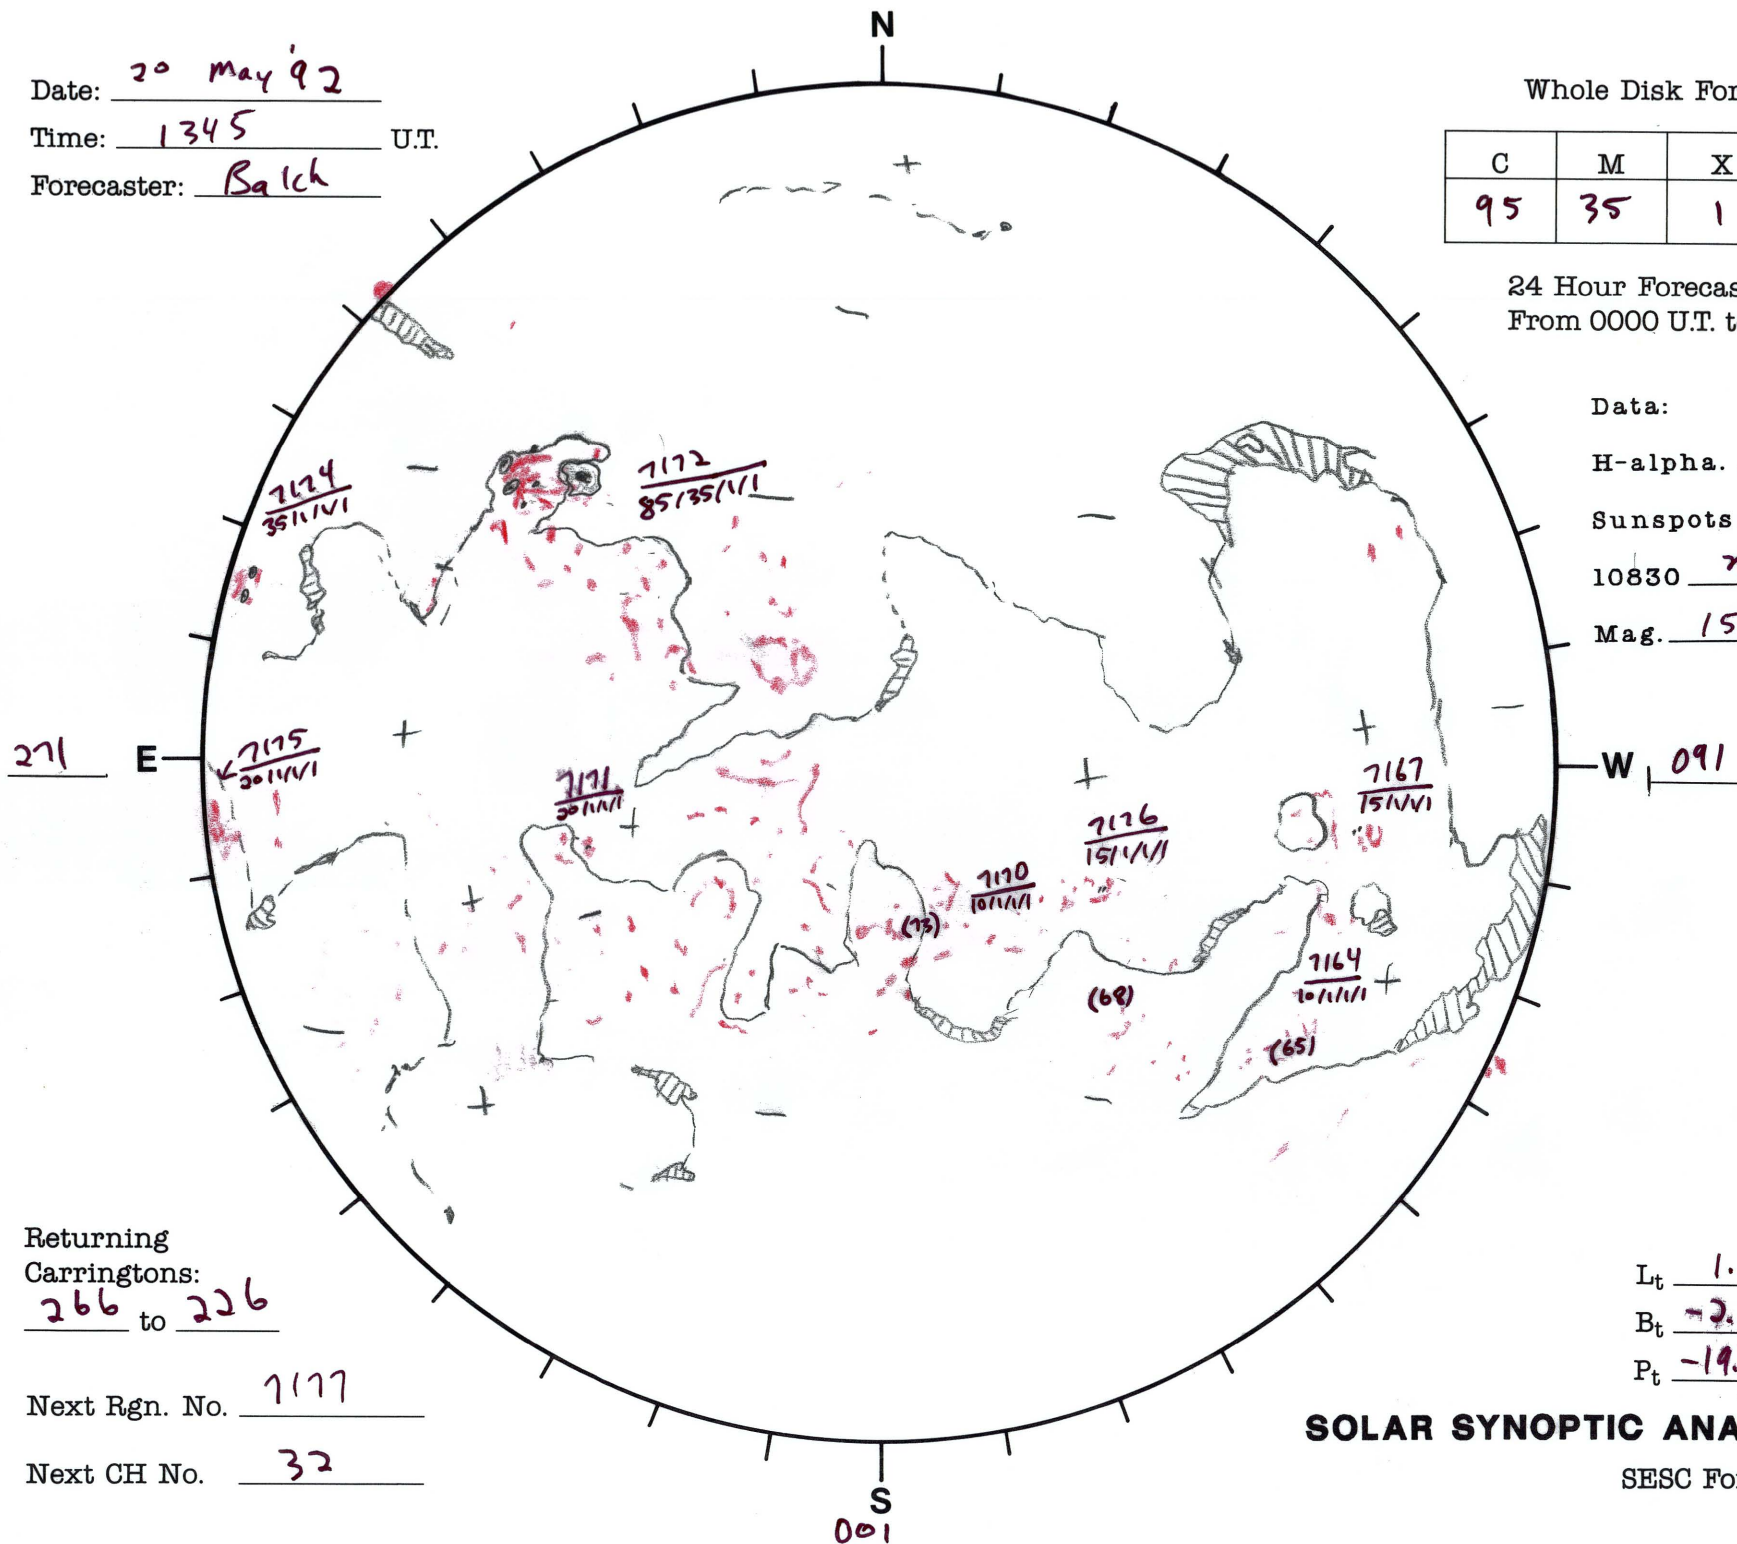 N
Date: 20 May '92
Time: 1345 U.T.
Forecaster: Balch
Whole Disk For
C M X
95 35 1
24 Hour Forecas
From 0000 U.T. t
Data:
H-alpha.
Sunspots
10830
Mag. 15
7174
35/1/1/1
7172
85/35/1/1
271 E
7175
20/1/1/1
7171
20/1/1/1
7167
15/1/1/1
W 091
7176
15/1/1/1
7170
10/1/1/1
(73)
7164
10/1/1/1
(68)
(65)
Returning
Carringtons:
266 to 226
Next Rgn. No. 7177
Next CH No. 32
Lt 1.
Bt -2.
Pt -19.
SOLAR SYNOPTIC ANA
SESC Fo
S
001